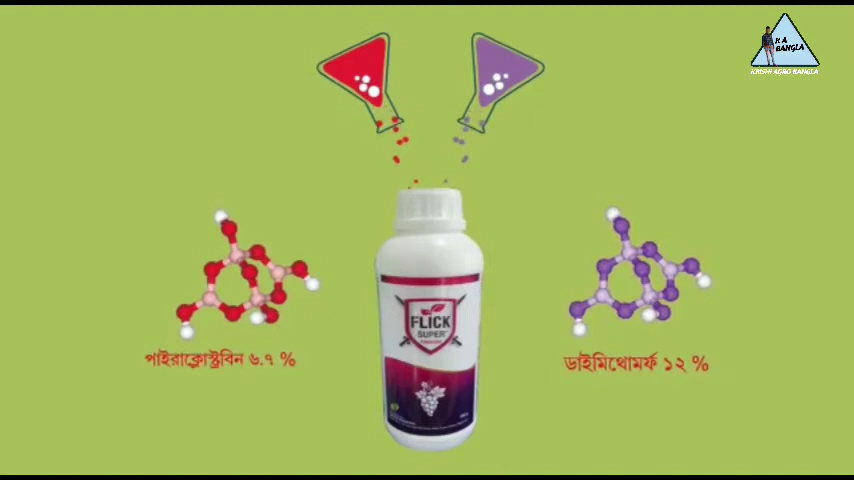 K A
BANGLA
KRISHI AGRO BANGLA
FLICK
SUPER
পাইরাক্লোস্ট্রবিন ৬.৭ %
ডাইমিথোমর্ফ ১২ %